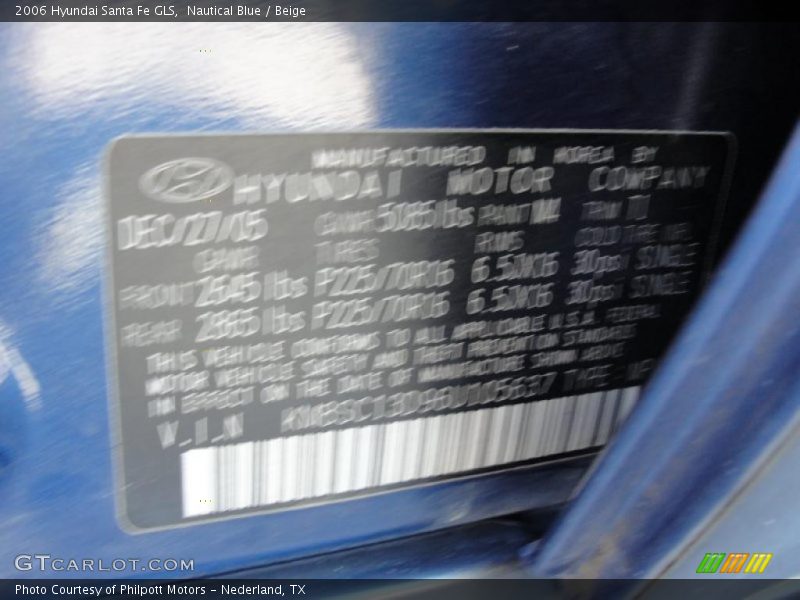 2006 Hyundai Santa Fe GLS,  Nautical Blue / Beige
MANUFACTURED IN KOREA BY
HYUNDAI MOTOR COMPANY
DEC/27/05 GVWR 5085 lbs PAINT TRIM
GAWR TIRES RIMS COLD TIRE
FRONT 2645 lbs P225/70R16 6.5JX16 30psi SINGLE
REAR 2865 lbs P225/70R16 6.5JX16 30psi SINGLE
THIS VEHICLE CONFORMS TO ALL APPLICABLE U.S.A. FEDERAL
MOTOR VEHICLE SAFETY AND THEFT PREVENTION STANDARDS
IN EFFECT ON THE DATE OF MANUFACTURE SHOWN ABOVE
V.I.N TYPE
GTCARLOT.COM
Photo Courtesy of Philpott Motors – Nederland, TX